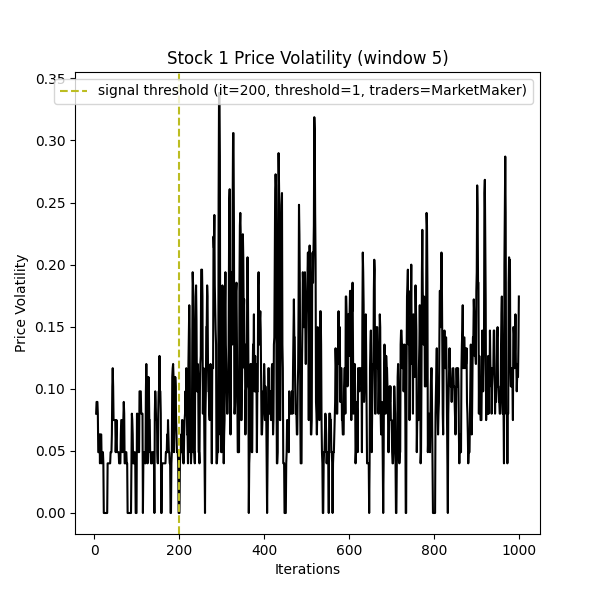 Stock 1 Price Volatility (window 5)
signal threshold (it=200, threshold=1, traders=MarketMaker)
0.35
0.30
0.25
0.20
0.15
0.10
0.05
0.00
Price Volatility
0 200 400 600 800 1000
Iterations